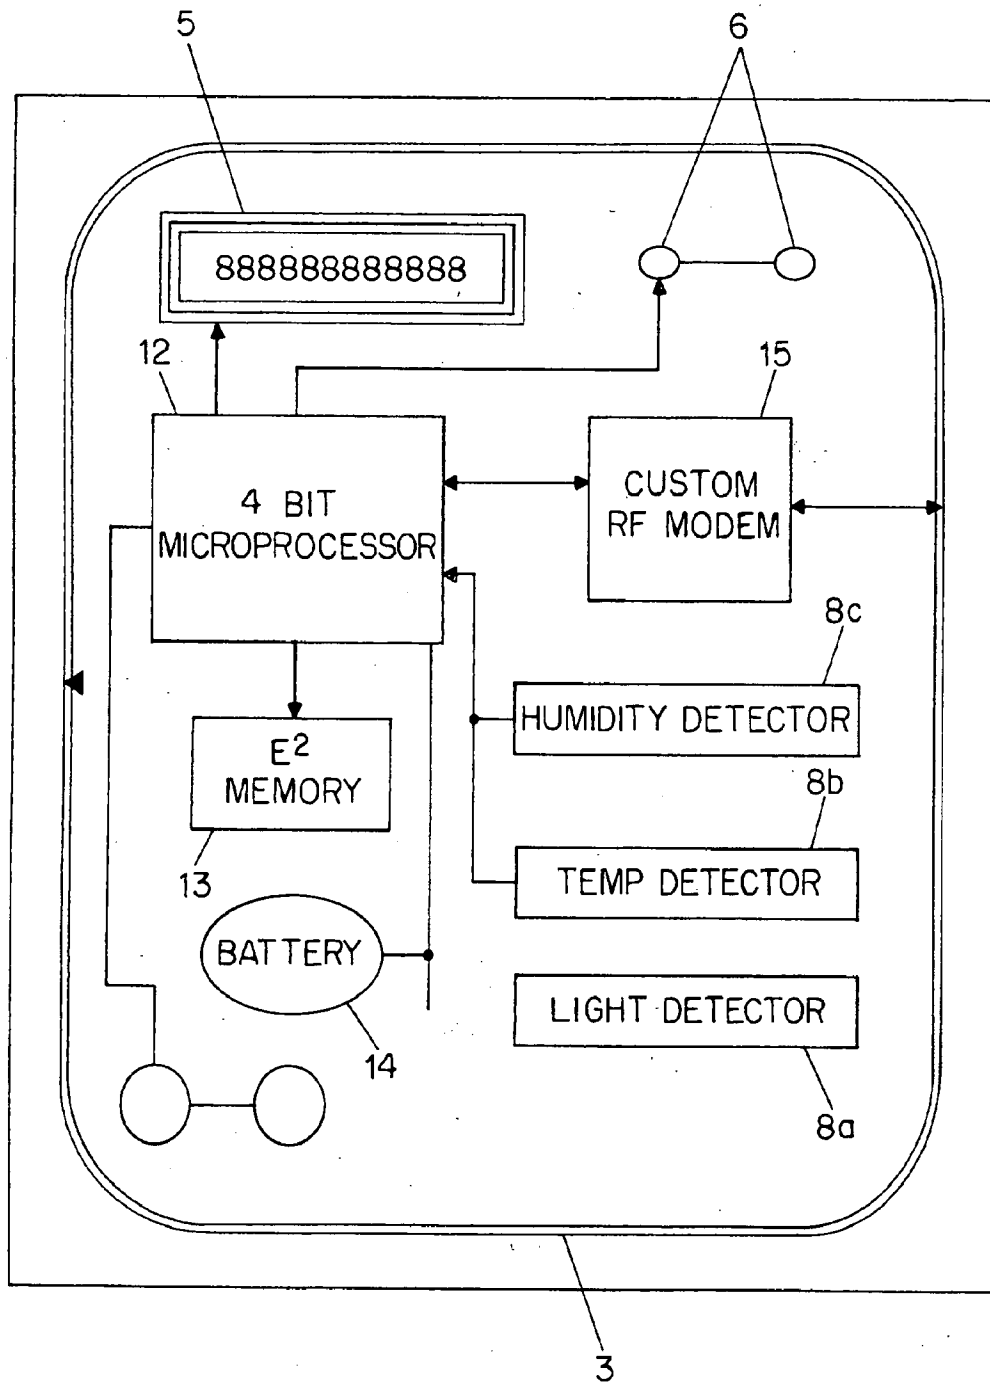 5
6
888888888888
12
15
4 BIT
MICROPROCESSOR
CUSTOM
RF MODEM
8c
HUMIDITY DETECTOR
E²
MEMORY
8b
13
TEMP DETECTOR
BATTERY
LIGHT DETECTOR
14
8a
3